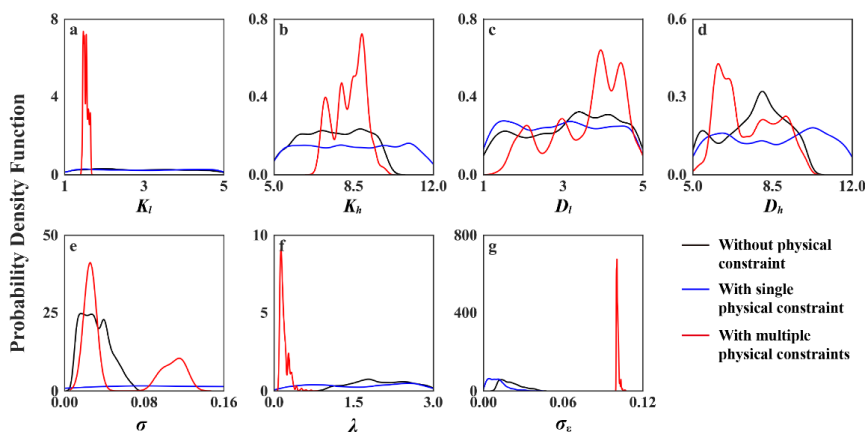 Probability Density Function
a
8
4
0
1
3
5
K_l
b
0.8
0.4
0.0
5.0
8.5
12.0
K_h
c
0.8
0.4
0.0
1
3
5
D_l
d
0.6
0.3
0.0
5.0
8.5
12.0
D_h
e
50
25
0
0.00
0.08
0.16
σ
f
10
5
0
0.0
1.5
3.0
λ
g
800
400
0
0.00
0.06
0.12
σ_ε
Without physical
constraint
With single
physical constraint
With multiple
physical constraints